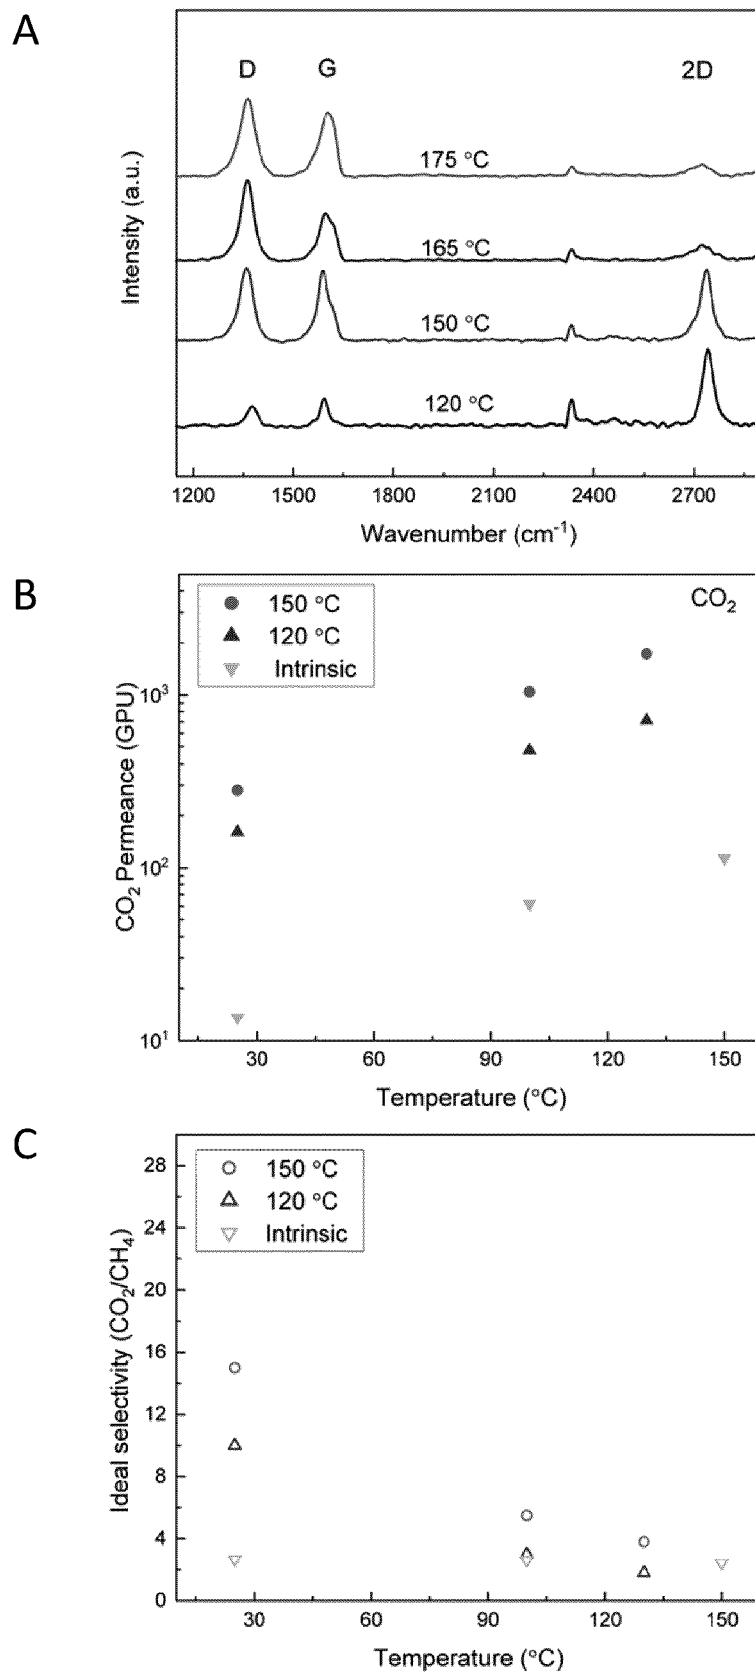 A
D G 2D
175 °C
165 °C
150 °C
120 °C
Intensity (a.u.)
1200 1500 1800 2100 2400 2700
Wavenumber (cm⁻¹)
B
150 °C
120 °C
Intrinsic
CO₂
10³
10²
10¹
CO₂ Permeance (GPU)
30 60 90 120 150
Temperature (°C)
C
150 °C
120 °C
Intrinsic
28
24
20
16
12
8
4
0
Ideal selectivity (CO₂/CH₄)
30 60 90 120 150
Temperature (°C)